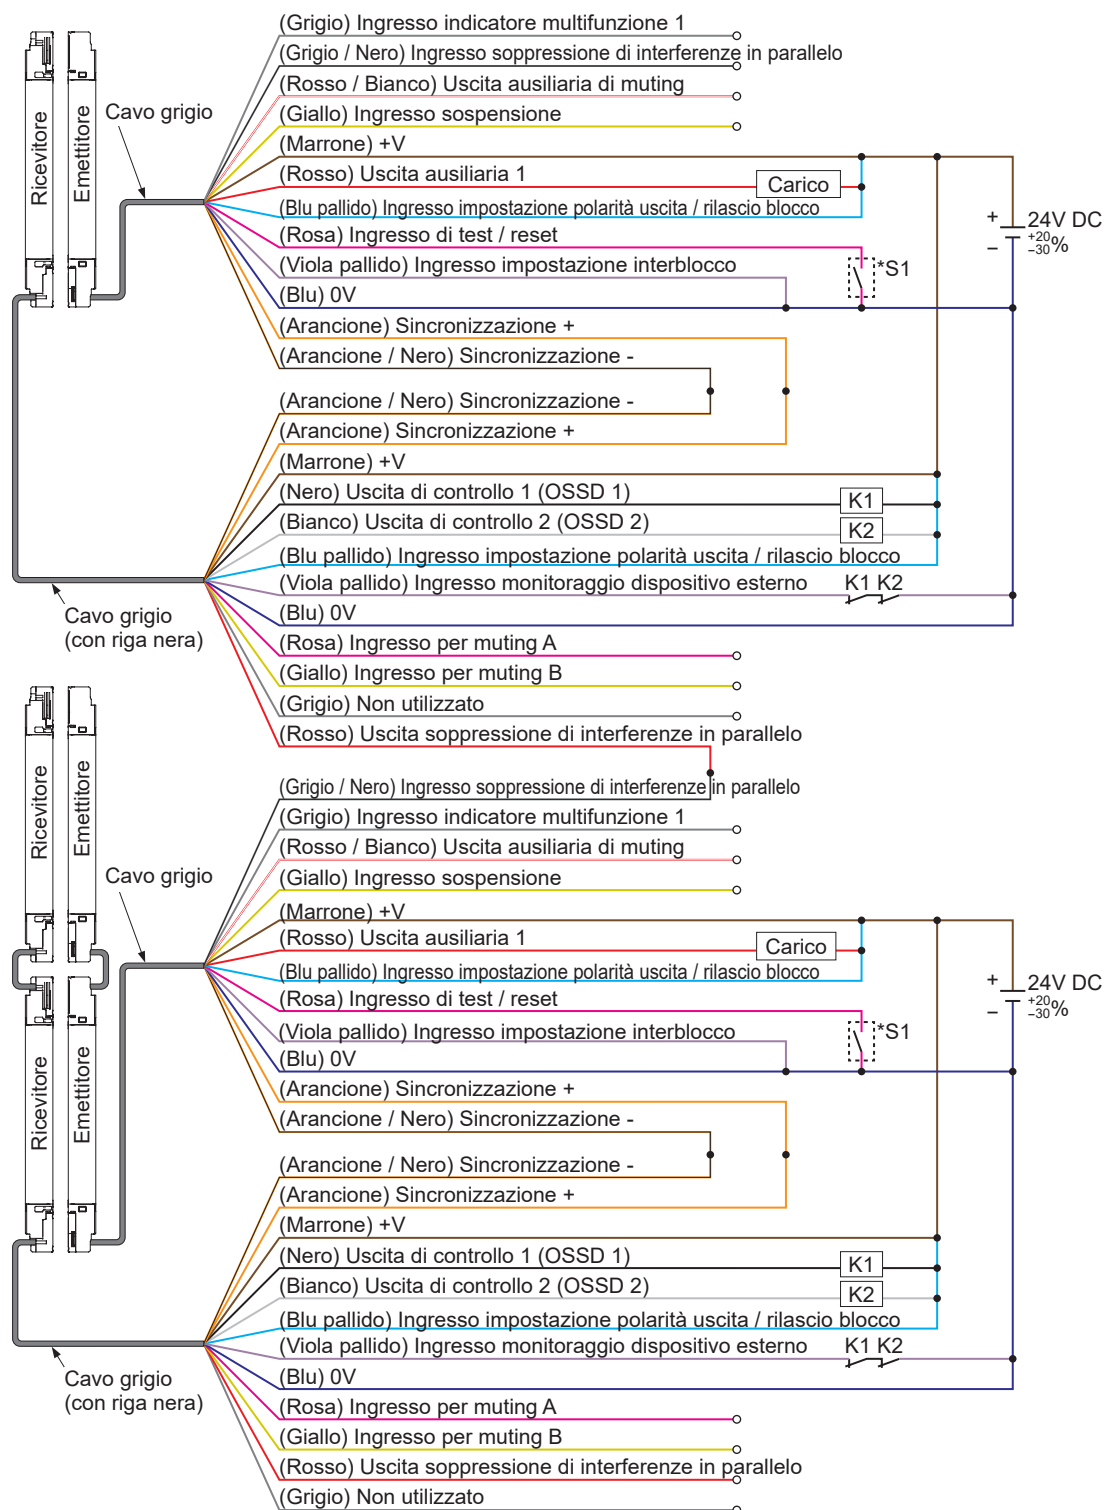 (Grigio) Ingresso indicatore multifunzione 1
(Grigio / Nero) Ingresso soppressione di interferenze in parallelo
(Rosso / Bianco) Uscita ausiliaria di muting
Cavo grigio
(Giallo) Ingresso sospensione
(Marrone) +V
(Rosso) Uscita ausiliaria 1
Carico
(Blu pallido) Ingresso impostazione polarità uscita / rilascio blocco
(Rosa) Ingresso di test / reset
(Viola pallido) Ingresso impostazione interblocco
(Blu) 0V
(Arancione) Sincronizzazione +
(Arancione / Nero) Sincronizzazione -
Ricevitore
Emettitore
+
−
24V DC
+20
−30%
*S1
(Arancione / Nero) Sincronizzazione -
(Arancione) Sincronizzazione +
(Marrone) +V
(Nero) Uscita di controllo 1 (OSSD 1)
K1
(Bianco) Uscita di controllo 2 (OSSD 2)
K2
(Blu pallido) Ingresso impostazione polarità uscita / rilascio blocco
(Viola pallido) Ingresso monitoraggio dispositivo esterno
K1 K2
(Blu) 0V
Cavo grigio
(con riga nera)
(Rosa) Ingresso per muting A
(Giallo) Ingresso per muting B
(Grigio) Non utilizzato
(Rosso) Uscita soppressione di interferenze in parallelo
(Grigio / Nero) Ingresso soppressione di interferenze in parallelo
(Grigio) Ingresso indicatore multifunzione 1
(Rosso / Bianco) Uscita ausiliaria di muting
Cavo grigio
(Giallo) Ingresso sospensione
(Marrone) +V
(Rosso) Uscita ausiliaria 1
Carico
(Blu pallido) Ingresso impostazione polarità uscita / rilascio blocco
(Rosa) Ingresso di test / reset
(Viola pallido) Ingresso impostazione interblocco
(Blu) 0V
(Arancione) Sincronizzazione +
(Arancione / Nero) Sincronizzazione -
Ricevitore
Emettitore
Ricevitore
Emettitore
+
−
24V DC
+20
−30%
*S1
(Arancione / Nero) Sincronizzazione -
(Arancione) Sincronizzazione +
(Marrone) +V
(Nero) Uscita di controllo 1 (OSSD 1)
K1
(Bianco) Uscita di controllo 2 (OSSD 2)
K2
(Blu pallido) Ingresso impostazione polarità uscita / rilascio blocco
(Viola pallido) Ingresso monitoraggio dispositivo esterno
K1 K2
(Blu) 0V
Cavo grigio
(con riga nera)
(Rosa) Ingresso per muting A
(Giallo) Ingresso per muting B
(Rosso) Uscita soppressione di interferenze in parallelo
(Grigio) Non utilizzato